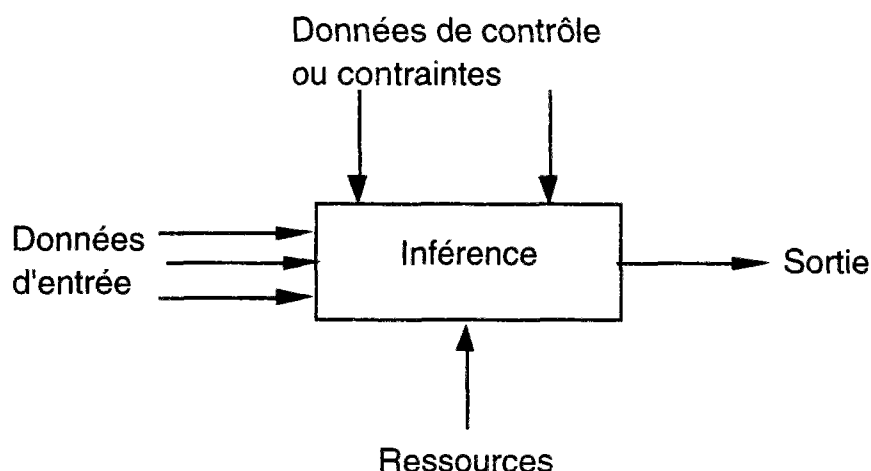 Données de contrôle
ou contraintes
Données
d'entrée
Inférence
Sortie
Ressources